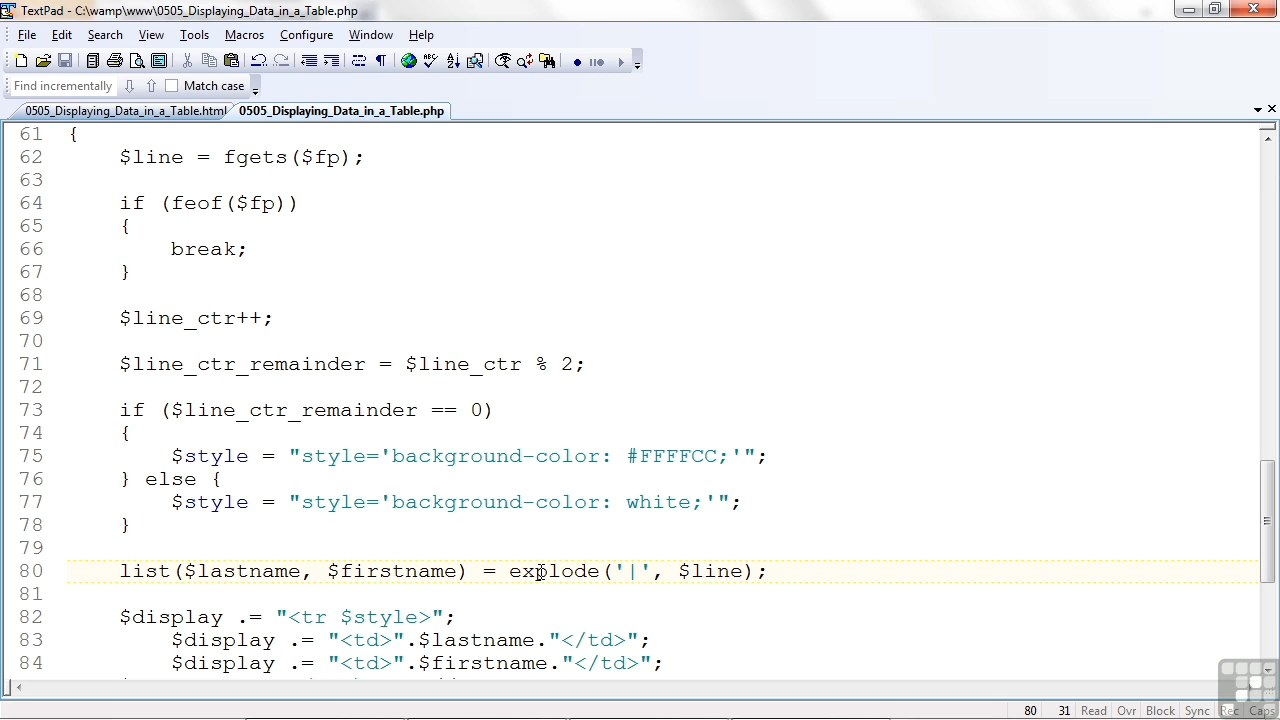 TextPad - C:\wamp\www\0505_Displaying_Data_in_a_Table.php
File Edit Search View Tools Macros Configure Window Help
Find incrementally Match case
0505_Displaying_Data_in_a_Table.html 0505_Displaying_Data_in_a_Table.php
61 {
62 $line = fgets($fp);
63
64 if (feof($fp))
65 {
66 break;
67 }
68
69 $line_ctr++;
70
71 $line_ctr_remainder = $line_ctr % 2;
72
73 if ($line_ctr_remainder == 0)
74 {
75 $style = "style='background-color: #FFFFCC;'";
76 } else {
77 $style = "style='background-color: white;'";
78 }
79
80 list($lastname, $firstname) = explode('|', $line);
81
82 $display .= "<tr $style>";
83 $display .= "<td>".$lastname."</td>";
84 $display .= "<td>".$firstname."</td>";
80 31 Read Ovr Block Sync Rec Caps